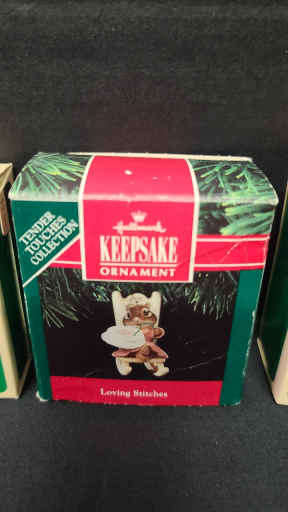 TENDER
TOUCHES
COLLECTION
Hallmark
KEEPSAKE
ORNAMENT
Loving Stitches